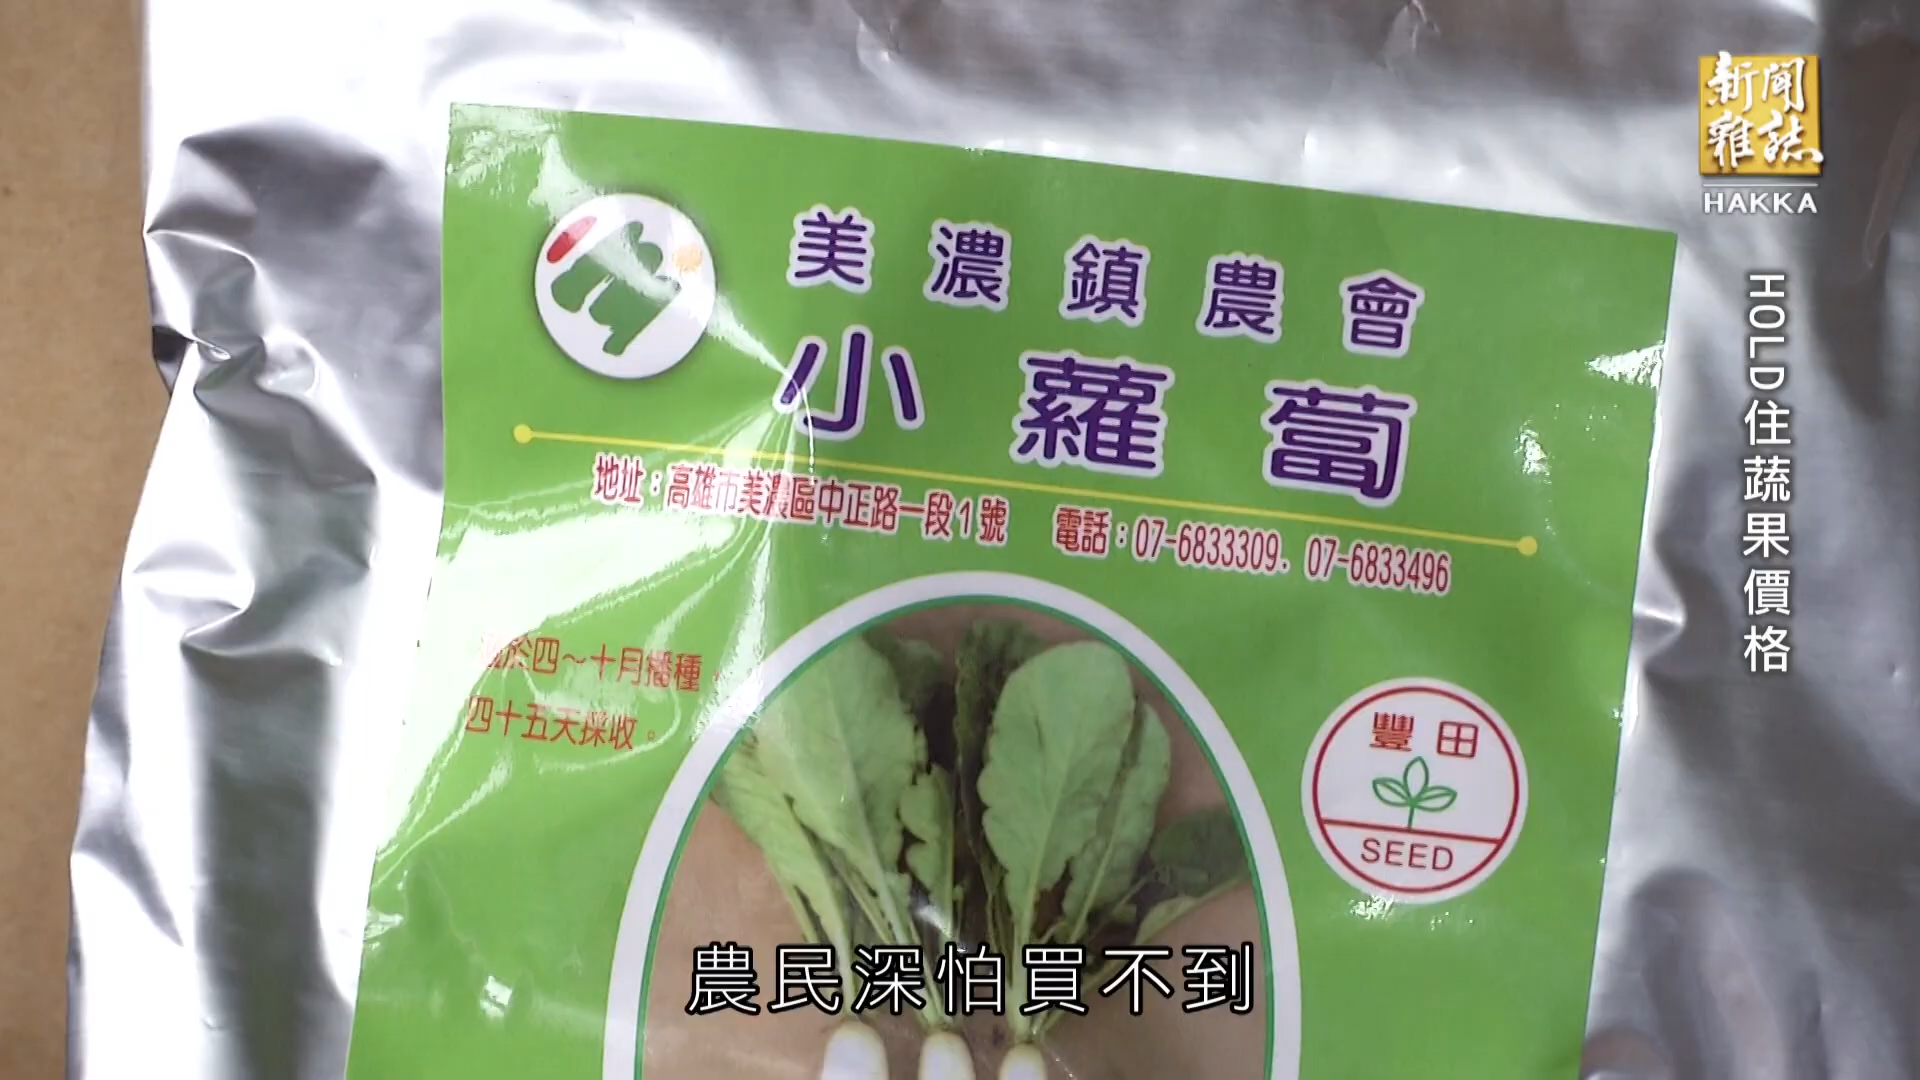 新聞
雜誌
HAKKA
HOLD住蔬果價格
美濃鎮農會
小蘿蔔
地址：高雄市美濃區中正路一段1號 電話：07-6833309．07-6833496
於四～十月播種，
四十五天採收。
豐田
SEED
農民深怕買不到